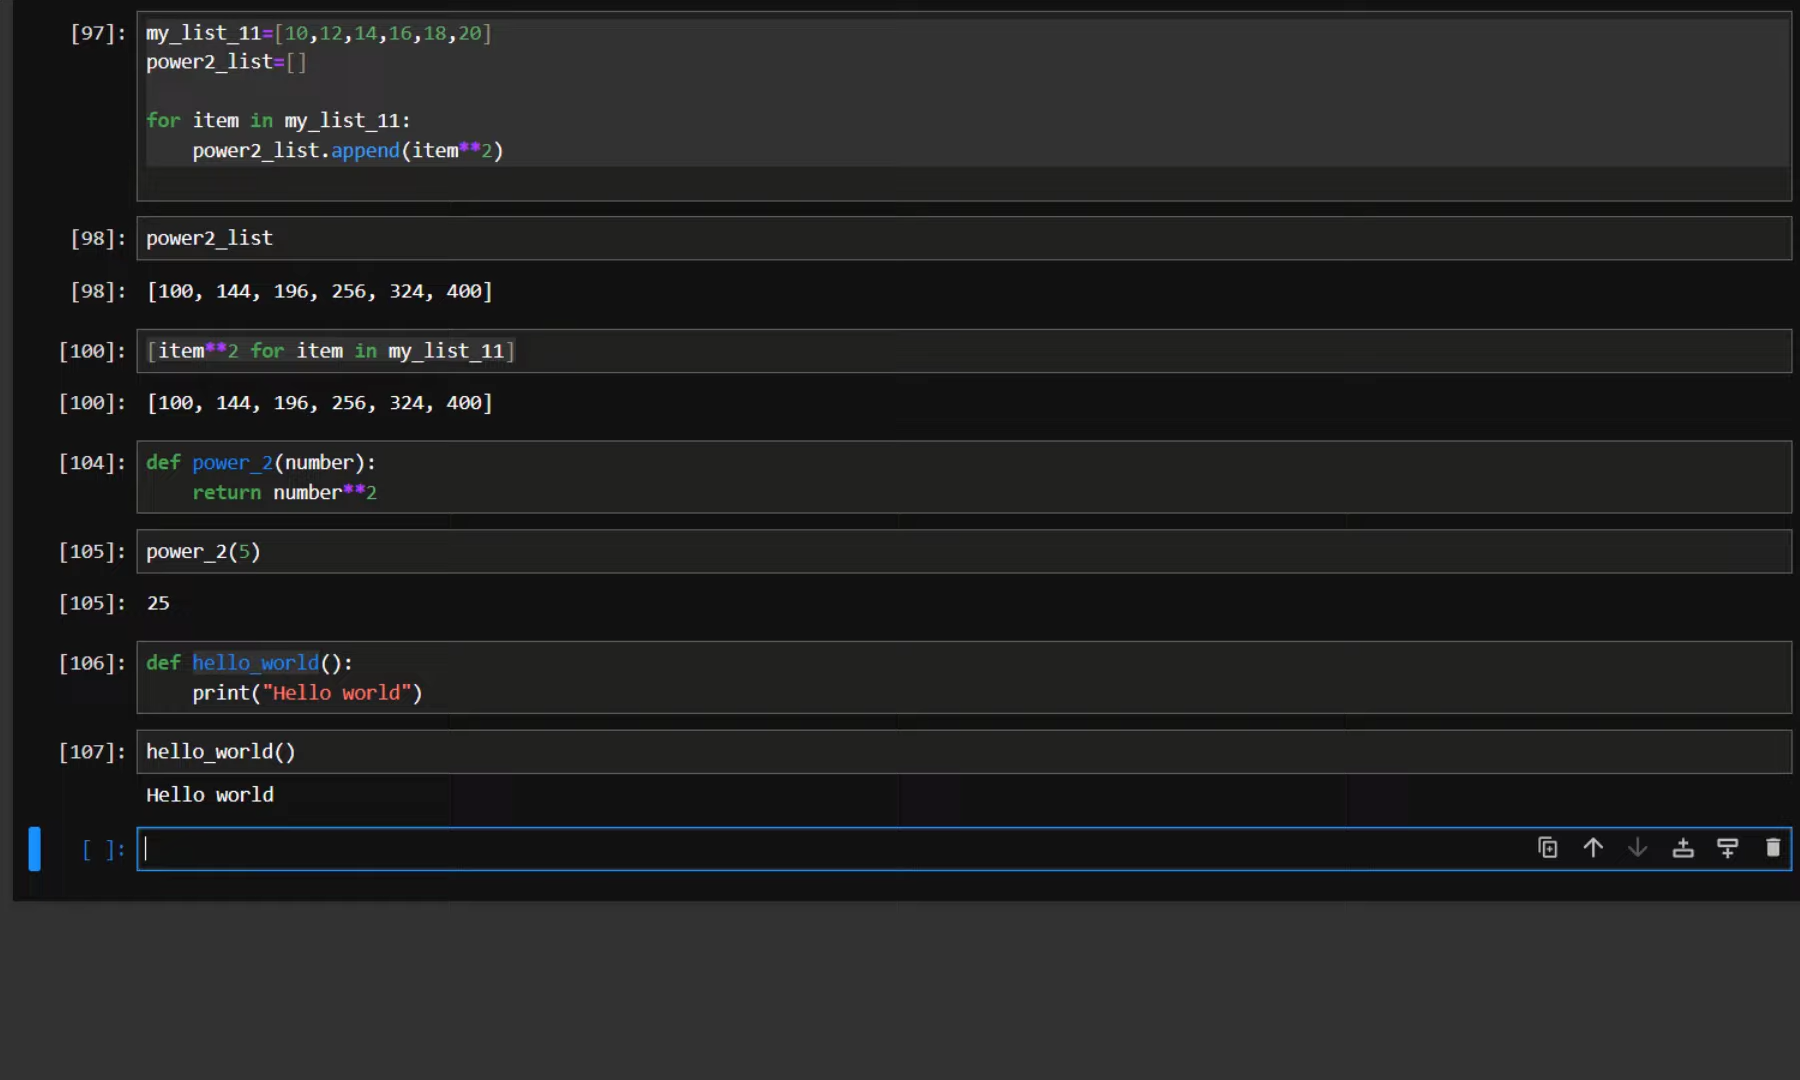 [97]: my_list_11=[10,12,14,16,18,20]
power2_list=[]
for item in my_list_11:
    power2_list.append(item**2)
[98]: power2_list
[98]: [100, 144, 196, 256, 324, 400]
[100]: [item**2 for item in my_list_11]
[100]: [100, 144, 196, 256, 324, 400]
[104]: def power_2(number):
    return number**2
[105]: power_2(5)
[105]: 25
[106]: def hello_world():
    print("Hello world")
[107]: hello_world()
Hello world
[ ]: